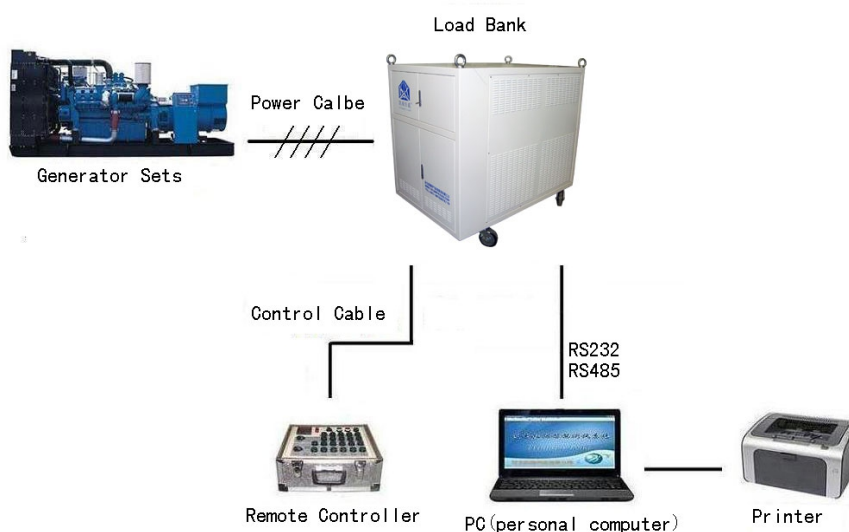 Load Bank
Power Calbe
Generator Sets
Control Cable
RS232
RS485
Remote Controller
PC(personal computer)
Printer